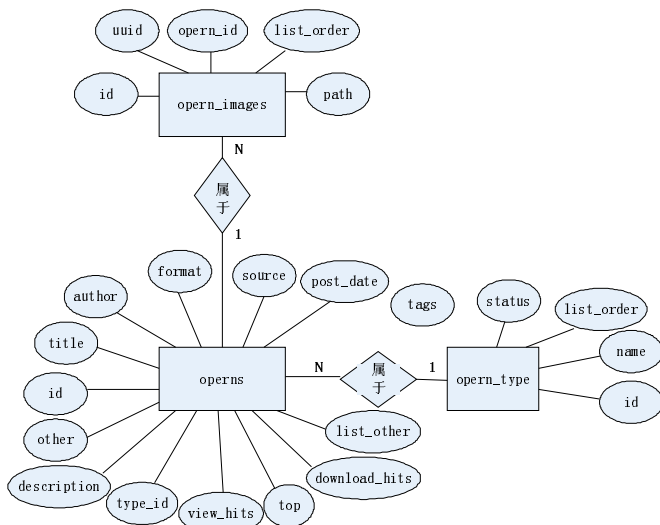 uuid
opern_id
list_order
id
opern_images
path
N
属
于
1
format
source
post_date
author
tags
status
list_order
title
name
operns
N
属
于
1
opern_type
id
id
other
list_other
description
type_id
view_hits
top
download_hits